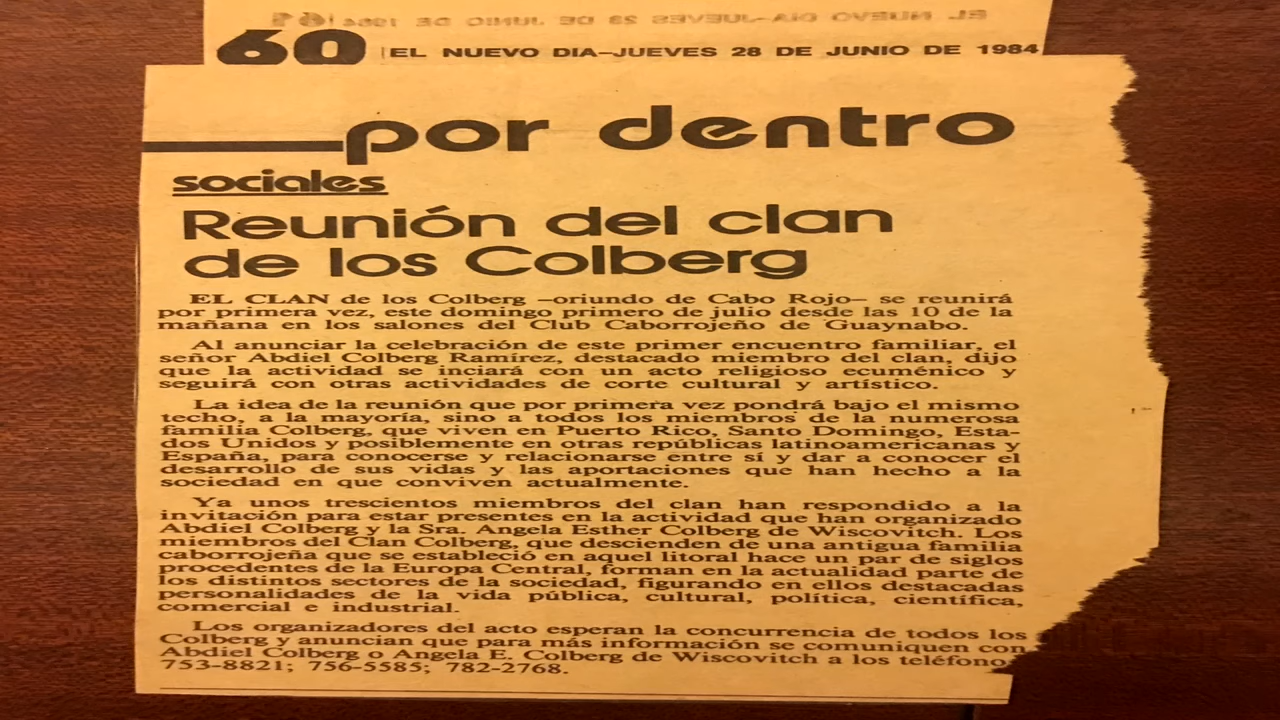 EL NUEVO DIA-JUEVES 28 DE JUNIO DE 1984
60 EL NUEVO DIA-JUEVES 28 DE JUNIO DE 1984
por dentro
sociales
Reunión del clan
de los Colberg
EL CLAN de los Colberg –oriundo de Cabo Rojo– se reunirá
por primera vez, este domingo primero de julio desde las 10 de la
mañana en los salones del Club Caborrojeño de Guaynabo.
Al anunciar la celebración de este primer encuentro familiar, el
señor Abdiel Colberg Ramírez, destacado miembro del clan, dijo
que la actividad se inciará con un acto religioso ecuménico y
seguirá con otras actividades de corte cultural y artístico.
La idea de la reunión que por primera vez pondrá bajo el mismo
techo, a la mayoría, sino a todos los miembros de la numerosa
familia Colberg, que viven en Puerto Rico, Santo Domingo, Esta-
dos Unidos y posiblemente en otras repúblicas latinoamericanas y
España, para conocerse y relacionarse entre sí y dar a conocer el
desarrollo de sus vidas y las aportaciones que han hecho a la
sociedad en que conviven actualmente.
Ya unos trescientos miembros del clan han respondido a la
invitación para estar presentes en la actividad que han organizado
Abdiel Colberg y la Sra. Angela Esther Colberg de Wiscovitch. Los
miembros del Clan Colberg, que descienden de una antigua familia
caborrojeña que se estableció en aquel litoral hace un par de siglos
procedentes de la Europa Central, forman en la actualidad parte de
los distintos sectores de la sociedad, figurando en ellos destacadas
personalidades de la vida pública, cultural, política, científica,
comercial e industrial.
Los organizadores del acto esperan la concurrencia de todos los
Colberg y anuncian que para más información se comuniquen con
Abdiel Colberg o Angela E. Colberg de Wiscovitch a los teléfono
753-8821; 756-5585; 782-2768.